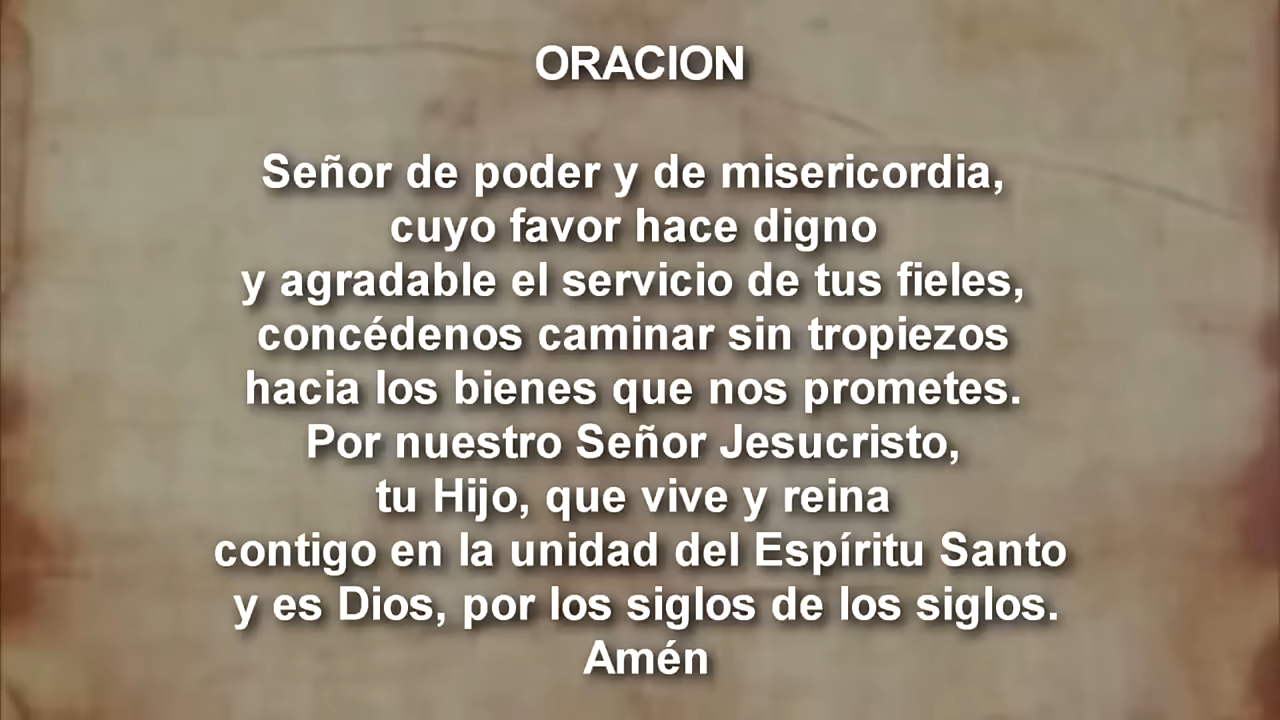 ORACION
Señor de poder y de misericordia,
cuyo favor hace digno
y agradable el servicio de tus fieles,
concédenos caminar sin tropiezos
hacia los bienes que nos prometes.
Por nuestro Señor Jesucristo,
tu Hijo, que vive y reina
contigo en la unidad del Espíritu Santo
y es Dios, por los siglos de los siglos.
Amén